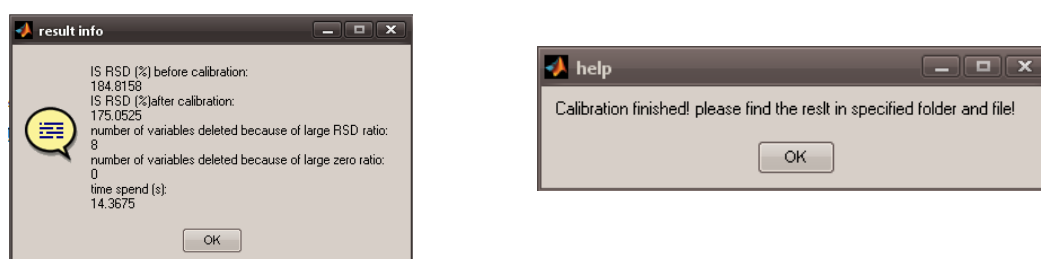 result info
IS RSD (%) before calibration:
184.8158
IS RSD (%)after calibration:
175.0525
number of variables deleted because of large RSD ratio:
8
number of variables deleted because of large zero ratio:
0
time spend (s):
14.3675
OK
help
Calibration finished! please find the reslt in specified folder and file!
OK